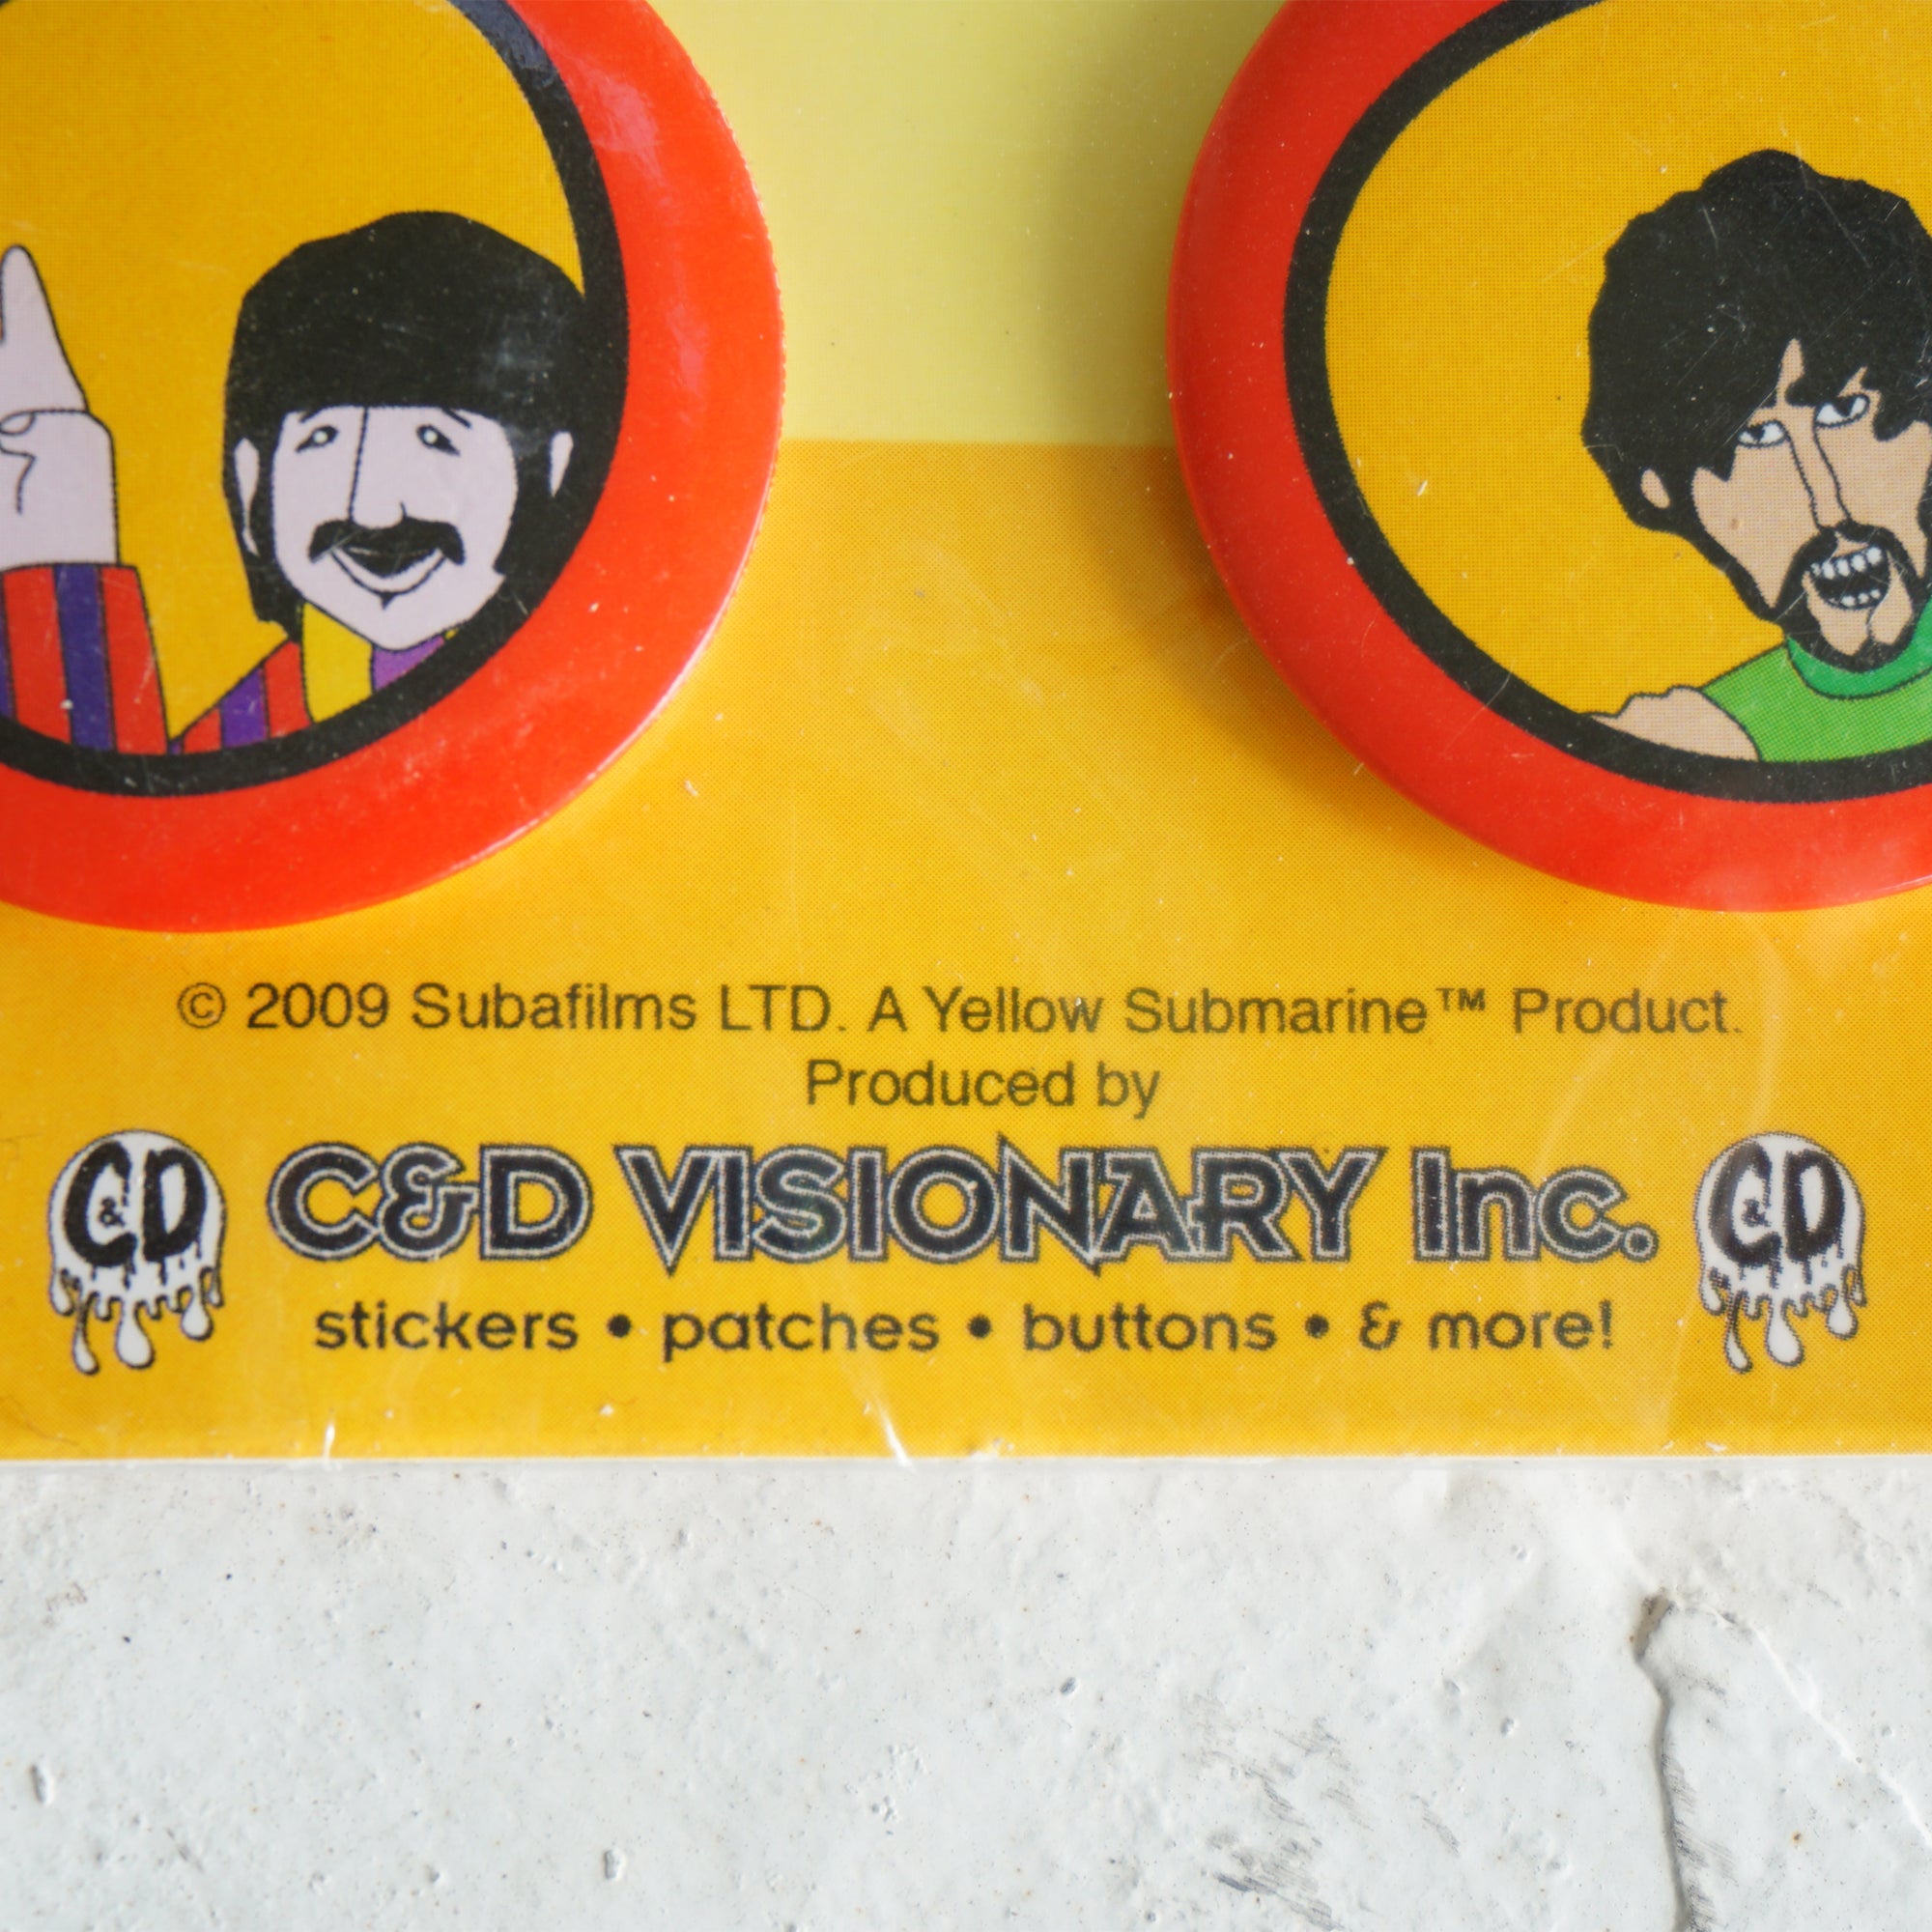 © 2009 Subafilms LTD. A Yellow Submarine™ Product.
Produced by
C&D C&D VISIONARY Inc. C&D
stickers • patches • buttons • & more!